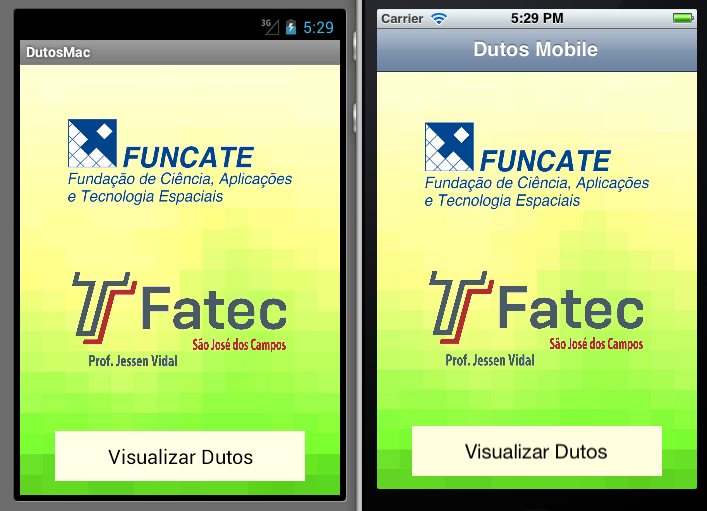 3G 5:29
DutosMac
FUNCATE
Fundação de Ciência, Aplicações
e Tecnologia Espaciais
Fatec
São José dos Campos
Prof. Jessen Vidal
Visualizar Dutos
Carrier 5:29 PM
Dutos Mobile
FUNCATE
Fundação de Ciência, Aplicações
e Tecnologia Espaciais
Fatec
São José dos Campos
Prof. Jessen Vidal
Visualizar Dutos